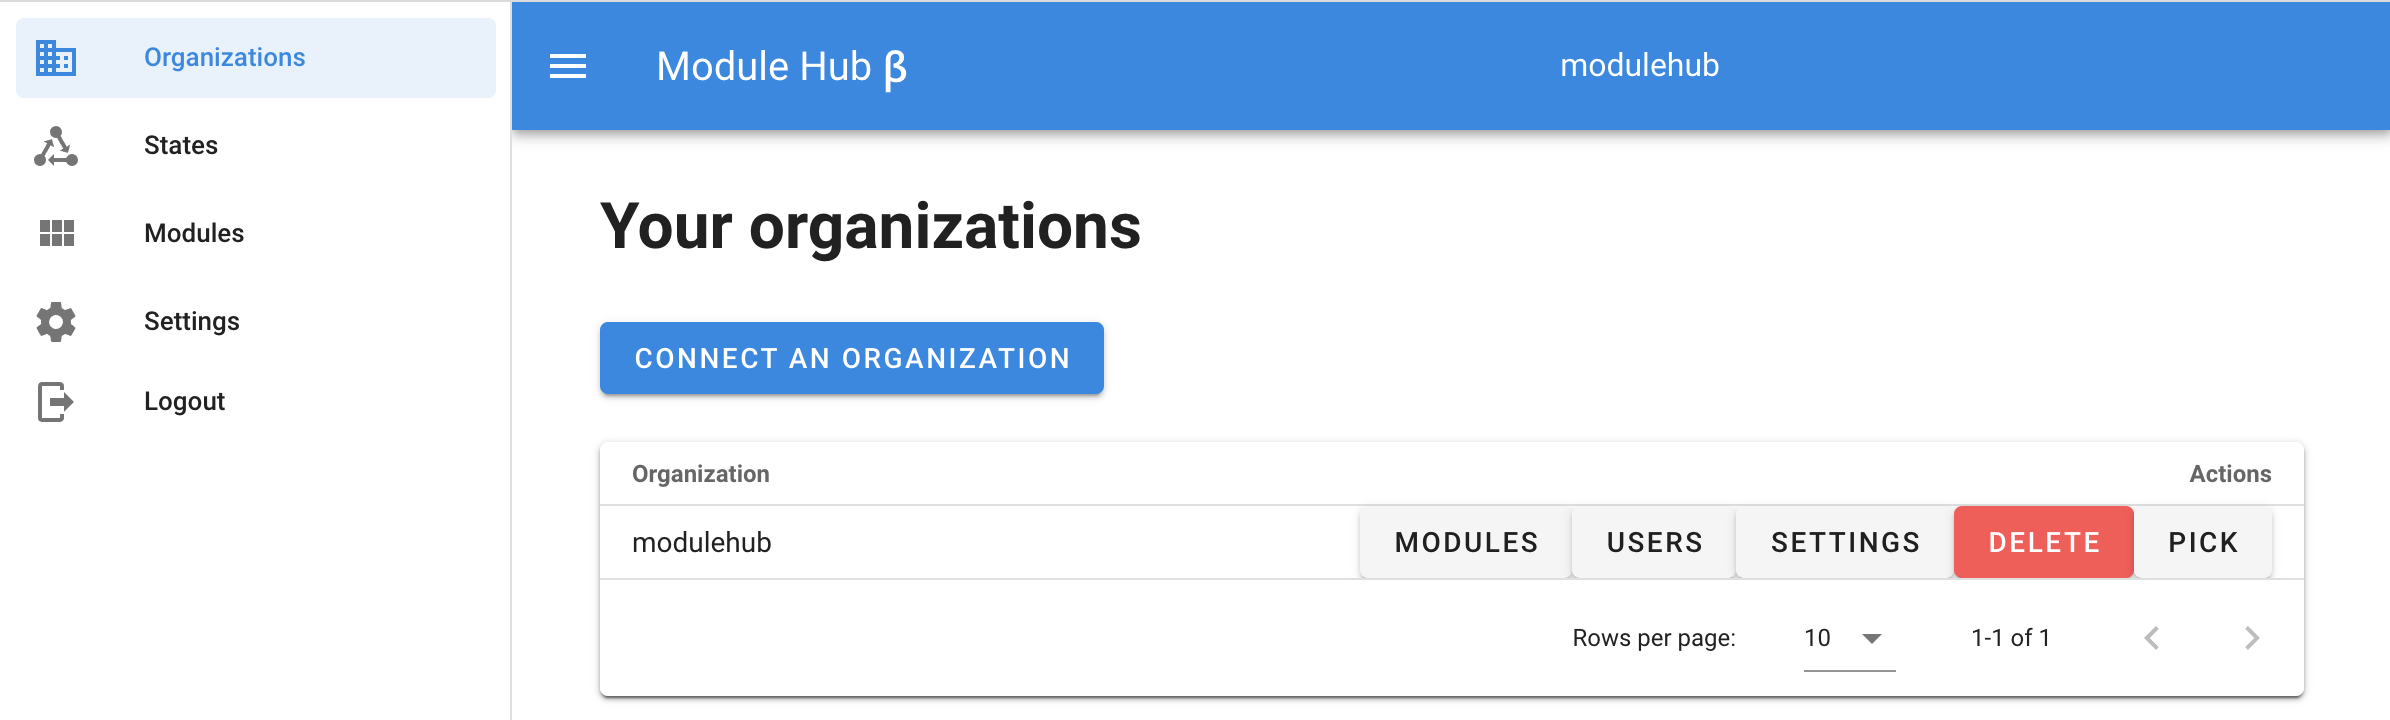 Organizations
States
Modules
Settings
Logout
Module Hub β
modulehub
Your organizations
CONNECT AN ORGANIZATION
Organization Actions
modulehub MODULES USERS SETTINGS DELETE PICK
Rows per page: 10 1-1 of 1